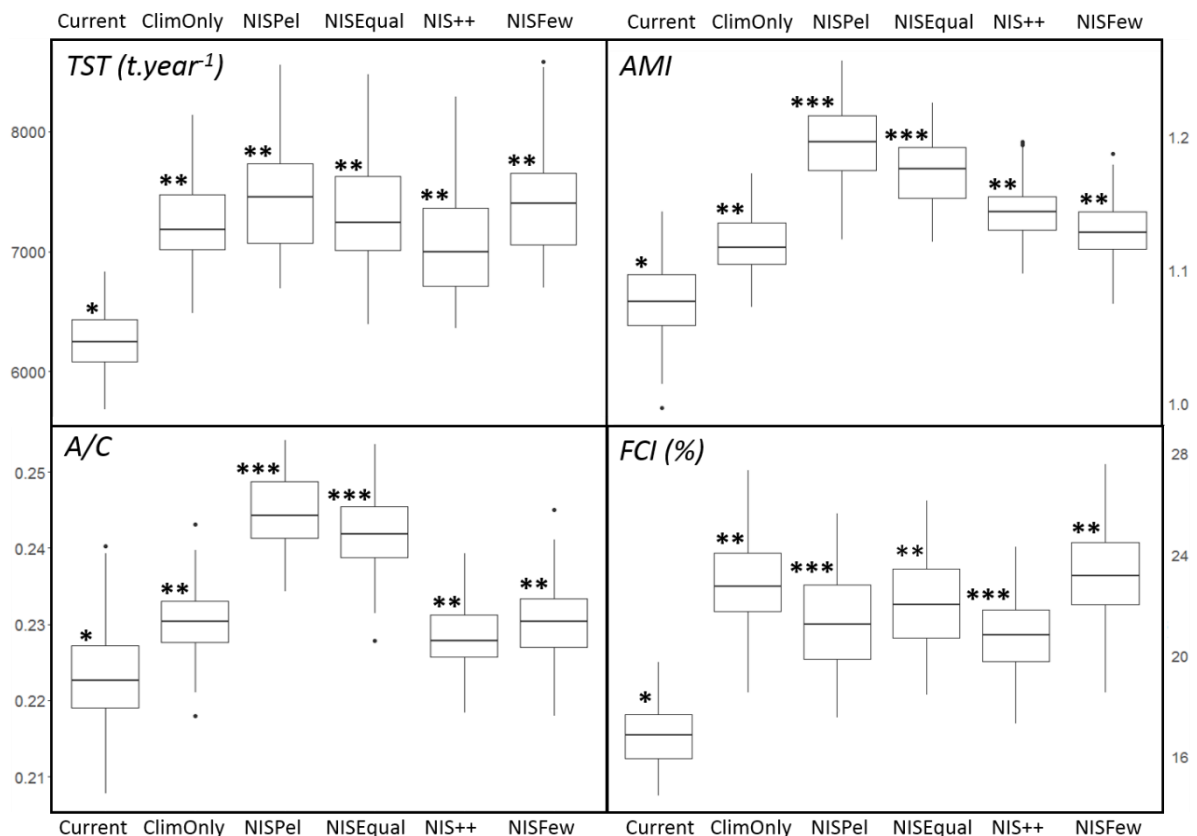 Current ClimOnly NISPel NISEqual NIS++ NISFew Current ClimOnly NISPel NISEqual NIS++ NISFew
TST (t.year⁻¹)
8000
7000
6000
* ** ** ** ** **
AMI
1.2
1.1
1.0
* ** *** *** ** **
A/C
0.25
0.24
0.23
0.22
0.21
* ** *** *** ** **
FCI (%)
28
24
20
16
* ** *** ** *** **
Current ClimOnly NISPel NISEqual NIS++ NISFew Current ClimOnly NISPel NISEqual NIS++ NISFew